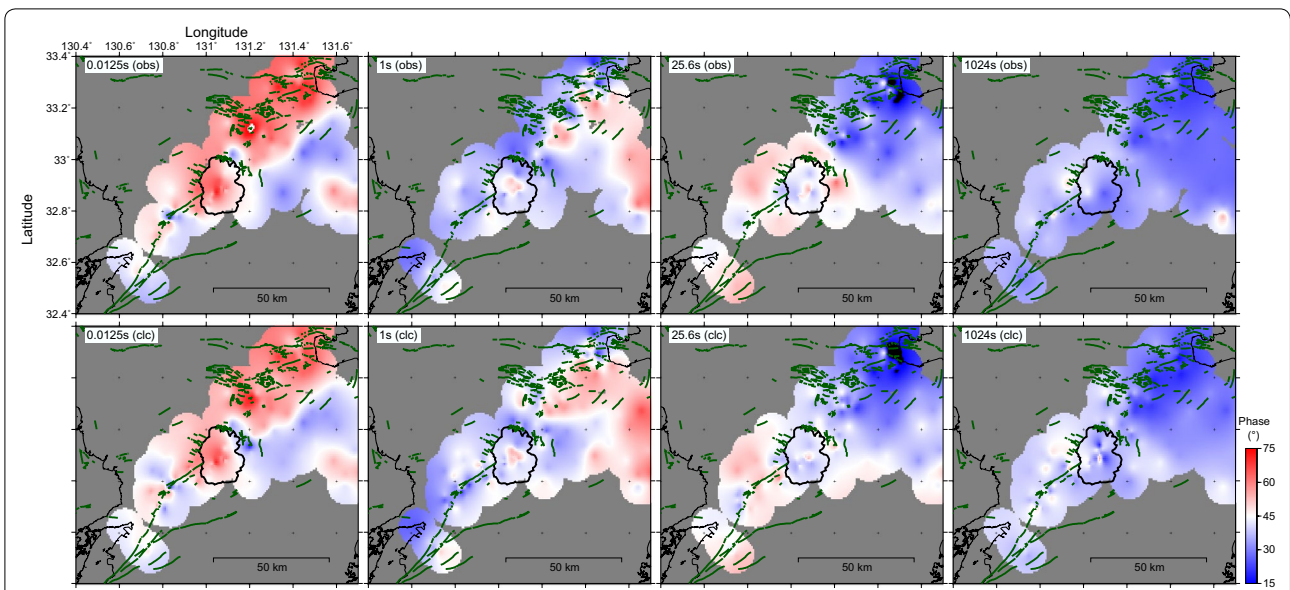 Longitude
130.4˚ 130.6˚ 130.8˚ 131˚ 131.2˚ 131.4˚ 131.6˚
33.4˚
0.0125s (obs) 1s (obs) 25.6s (obs) 1024s (obs)
33.2˚
33˚
Latitude
32.8˚
32.6˚
50 km 50 km 50 km 50 km
32.4˚
0.0125s (clc) 1s (clc) 25.6s (clc) 1024s (clc)
Phase
(°)
75
60
45
30
15
50 km 50 km 50 km 50 km